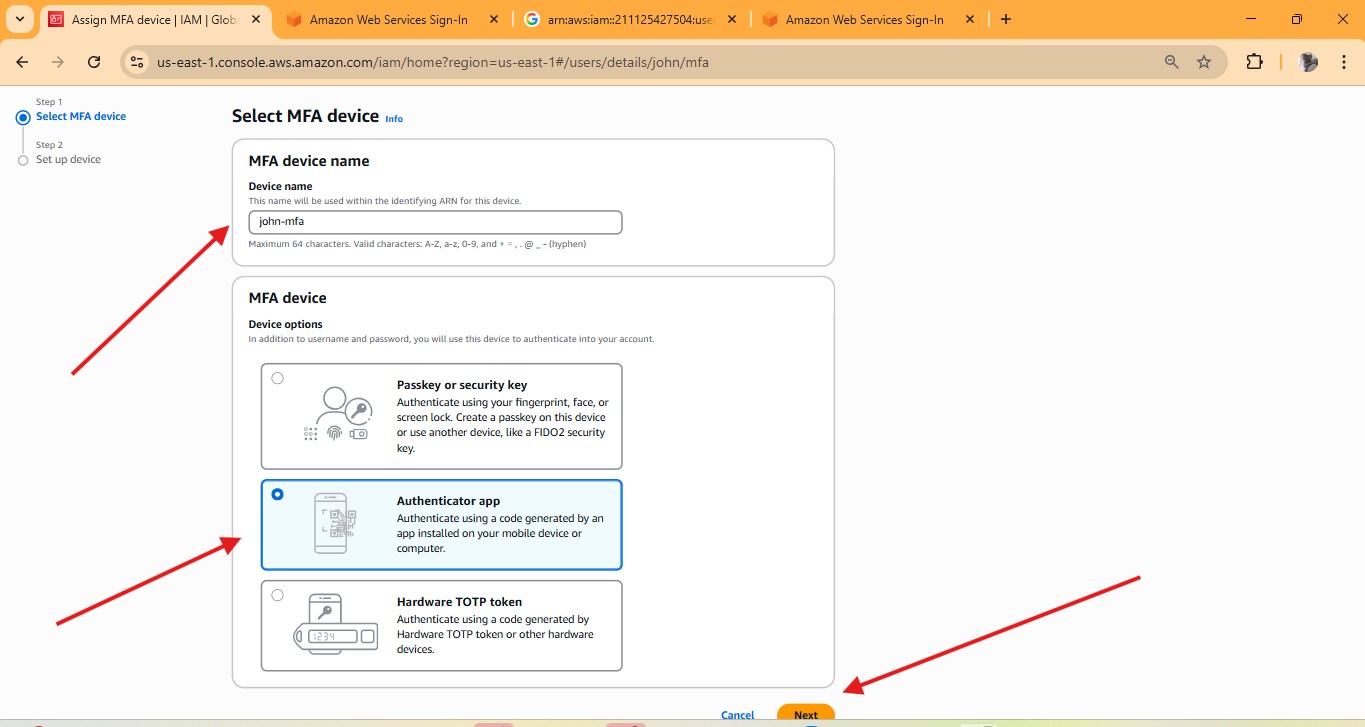 Assign MFA device | IAM | Globa
Amazon Web Services Sign-In
arn:aws:iam::211125427504:use
Amazon Web Services Sign-In
us-east-1.console.aws.amazon.com/iam/home?region=us-east-1#/users/details/john/mfa
Step 1
Select MFA device
Step 2
Set up device
Select MFA device Info
MFA device name
Device name
This name will be used within the identifying ARN for this device.
john-mfa
Maximum 64 characters. Valid characters: A-Z, a-z, 0-9, and + = , . @ _ - (hyphen)
MFA device
Device options
In addition to username and password, you will use this device to authenticate into your account.
Passkey or security key
Authenticate using your fingerprint, face, or
screen lock. Create a passkey on this device
or use another device, like a FIDO2 security
key.
Authenticator app
Authenticate using a code generated by an
app installed on your mobile device or
computer.
Hardware TOTP token
Authenticate using a code generated by
Hardware TOTP token or other hardware
devices.
1234
Cancel
Next